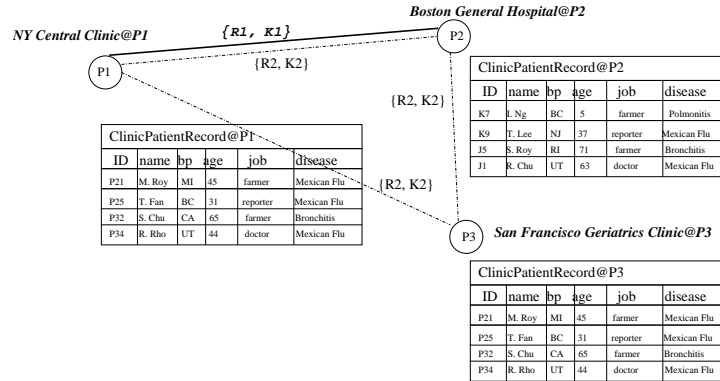 Boston General Hospital@P2
NY Central Clinic@P1
{R1, K1}
P1
P2
{R2, K2}
{R2, K2}
{R2, K2}
ClinicPatientRecord@P2
ID name bp age job disease
K7 I. Ng BC 5 farmer Polmonitis
K9 T. Lee NJ 37 reporter Mexican Flu
J5 S. Roy RI 71 farmer Bronchitis
J1 R. Chu UT 63 doctor Mexican Flu
ClinicPatientRecord@P1
ID name bp age job disease
P21 M. Roy MI 45 farmer Mexican Flu
P25 T. Fan BC 31 reporter Mexican Flu
P32 S. Chu CA 65 farmer Bronchitis
P34 R. Rho UT 44 doctor Mexican Flu
P3
San Francisco Geriatrics Clinic@P3
ClinicPatientRecord@P3
ID name bp age job disease
P21 M. Roy MI 45 farmer Mexican Flu
P25 T. Fan BC 31 reporter Mexican Flu
P32 S. Chu CA 65 farmer Bronchitis
P34 R. Rho UT 44 doctor Mexican Flu